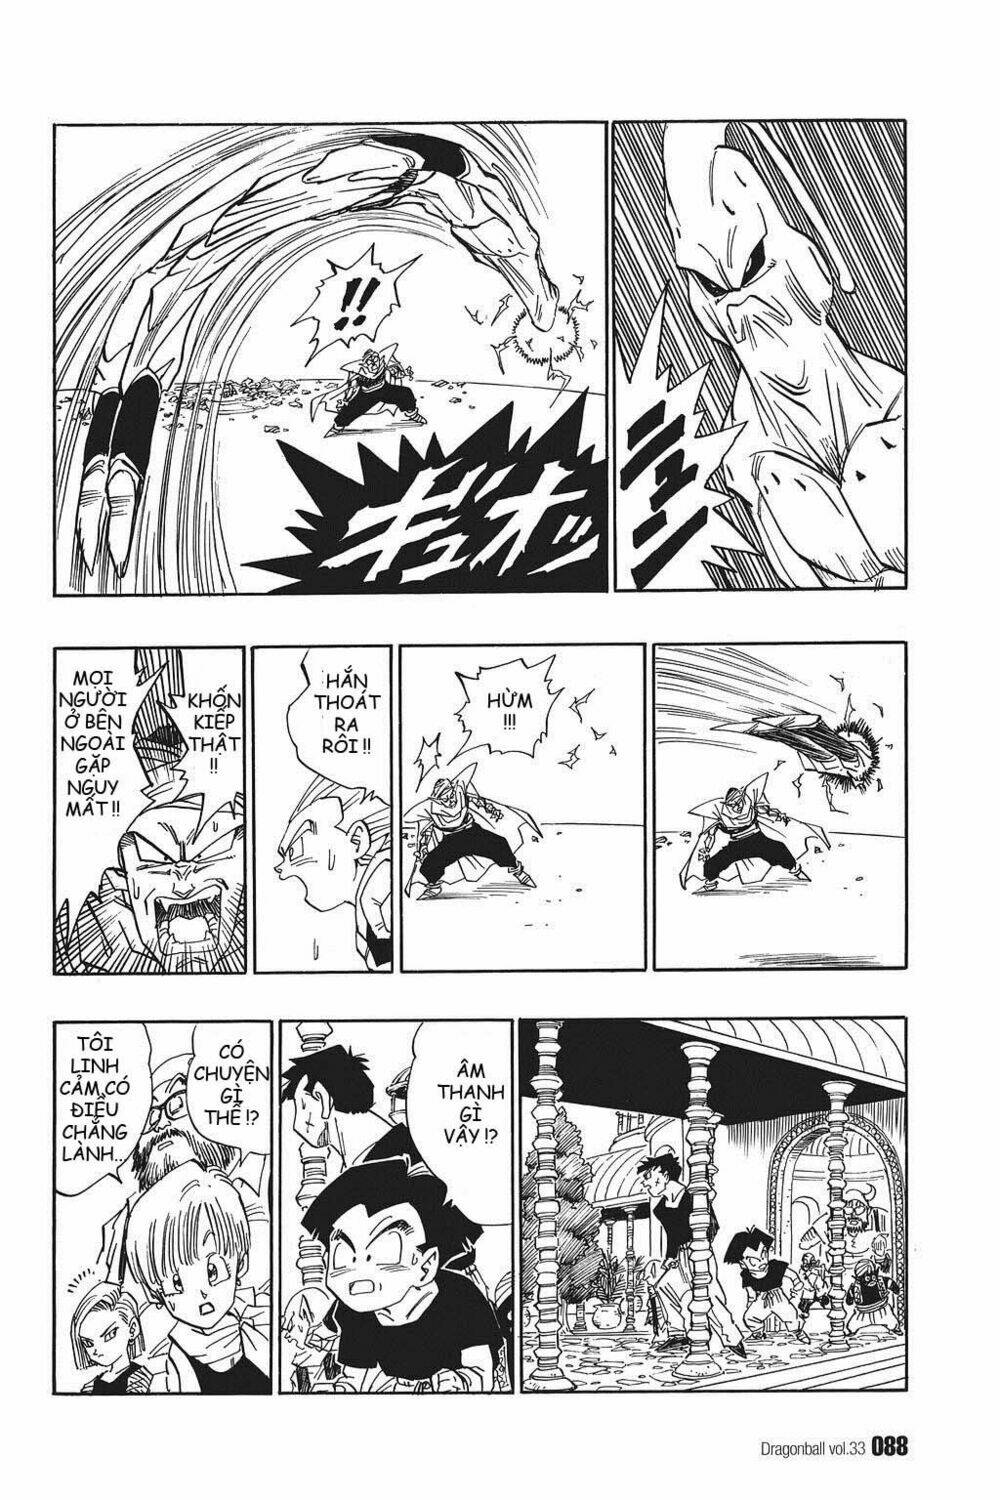 ミュン
!!
ギュオッ
HỪM
!!!
HẮN
THOÁT
RA
RÔI!!
KHỐN
KIẾP
THẬT
!!
MỌI
NGƯỜI
Ở BÊN
NGOÀI
GẶP
NGUY
MẤT!!
ÂM
THANH
GÌ
VẬY!?
CÓ
CHUYỆN
GÌ
THẾ!?
TÔI
LINH
CẢM CÓ
ĐIỀU
CHẲNG
LÀNH..
Dragonball vol.33 088